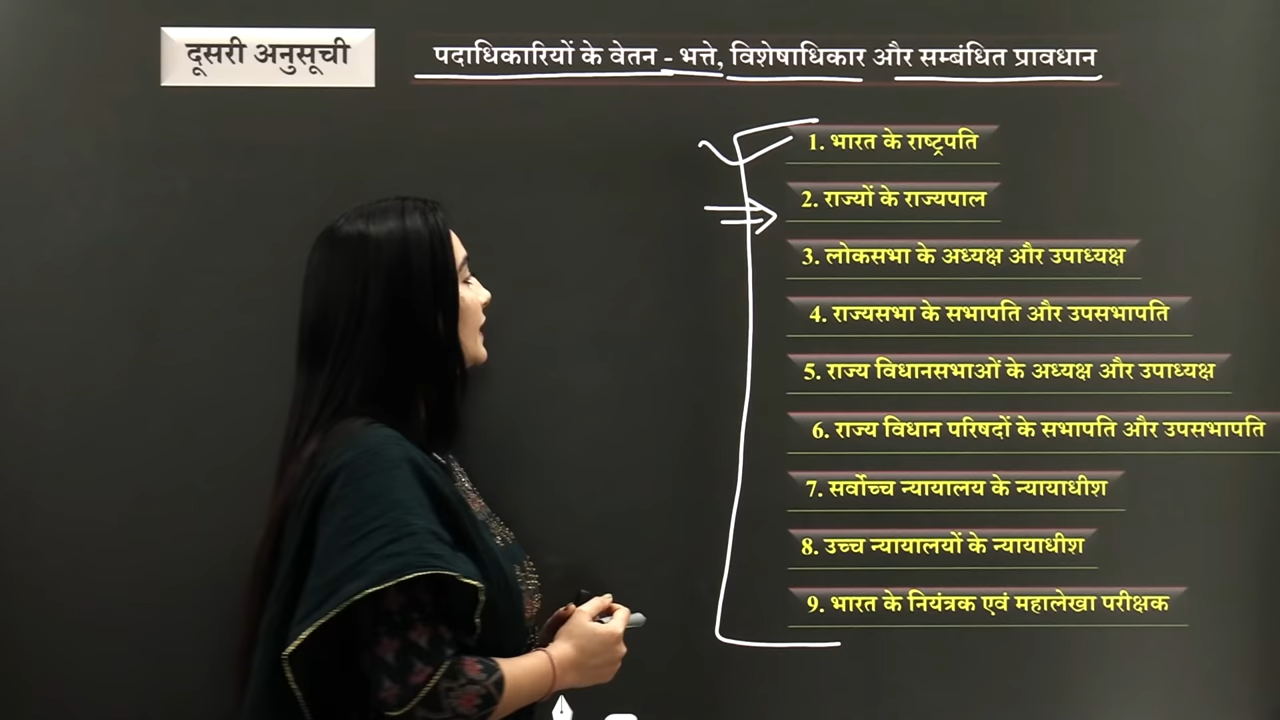 दूसरी अनुसूची
पदाधिकारियों के वेतन - भत्ते, विशेषाधिकार और सम्बंधित प्रावधान
1. भारत के राष्ट्रपति
2. राज्यों के राज्यपाल
3. लोकसभा के अध्यक्ष और उपाध्यक्ष
4. राज्यसभा के सभापति और उपसभापति
5. राज्य विधानसभाओं के अध्यक्ष और उपाध्यक्ष
6. राज्य विधान परिषदों के सभापति और उपसभापति
7. सर्वोच्च न्यायालय के न्यायाधीश
8. उच्च न्यायालयों के न्यायाधीश
9. भारत के नियंत्रक एवं महालेखा परीक्षक